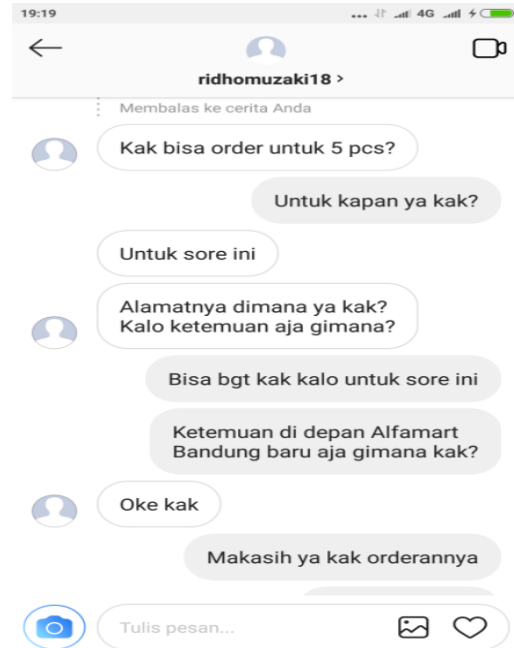 19:19
... 4G
ridhomuzaki18 >
Membalas ke cerita Anda
Kak bisa order untuk 5 pcs?
Untuk kapan ya kak?
Untuk sore ini
Alamatnya dimana ya kak?
Kalo ketemuan aja gimana?
Bisa bgt kak kalo untuk sore ini
Ketemuan di depan Alfamart
Bandung baru aja gimana kak?
Oke kak
Makasih ya kak orderannya
Tulis pesan...